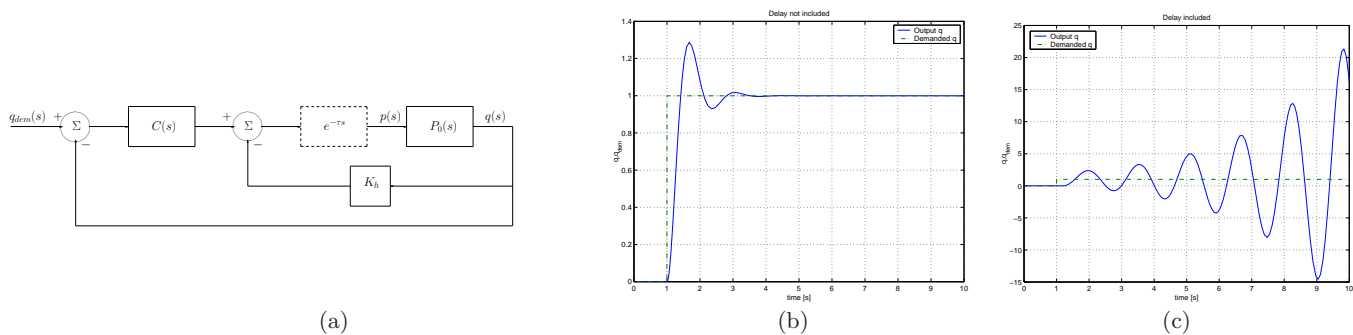 q_dem(s) + Σ − C(s) + Σ − e^{−τs} p(s) P_0(s) q(s)
K_h
(a)
Delay not included
Output q
Demanded q
1.4
1.2
1
0.8
0.6
0.4
0.2
0
q,q_dem
0 1 2 3 4 5 6 7 8 9 10
time [s]
(b)
Delay included
Output q
Demanded q
25
20
15
10
5
0
−5
−10
−15
q,q_dem
0 1 2 3 4 5 6 7 8 9 10
time [s]
(c)